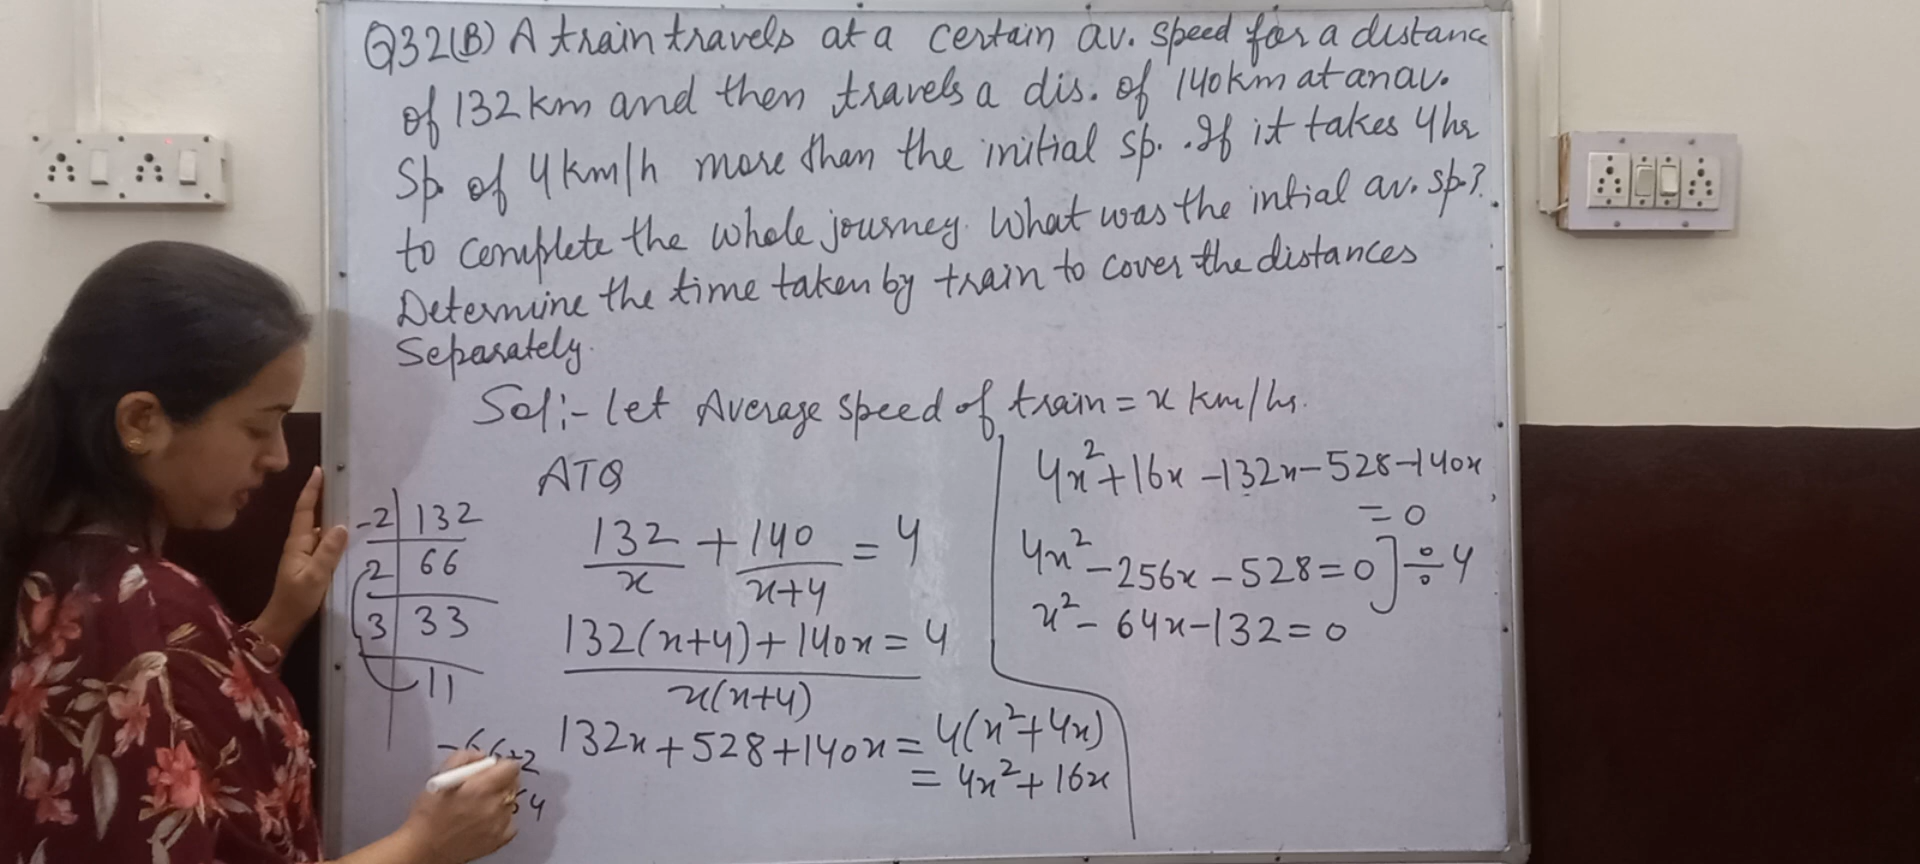 Q32(B) A train travels at a certain av. speed for a distance
of 132 km and then travels a dis. of 140 km at an av.
Sp. of 4 km/h more than the initial sp. . If it takes 4 hr
to complete the whole journey. What was the intial av. sp.?
Determine the time taken by train to cover the distances
Separately.
Sol:- Let Average speed of train = x km/hr.
ATQ
132/x + 140/(x+4) = 4
(132(x+4)+140x)/(x(x+4)) = 4
132x+528+140x = 4(x²+4x)
= 4x²+16x
-2 | 132
2 | 66
3 | 33
11
-66+2
4x²+16x-132x-528-140x
= 0
4x²-256x-528=0] ÷ 4
x²-64x-132=0